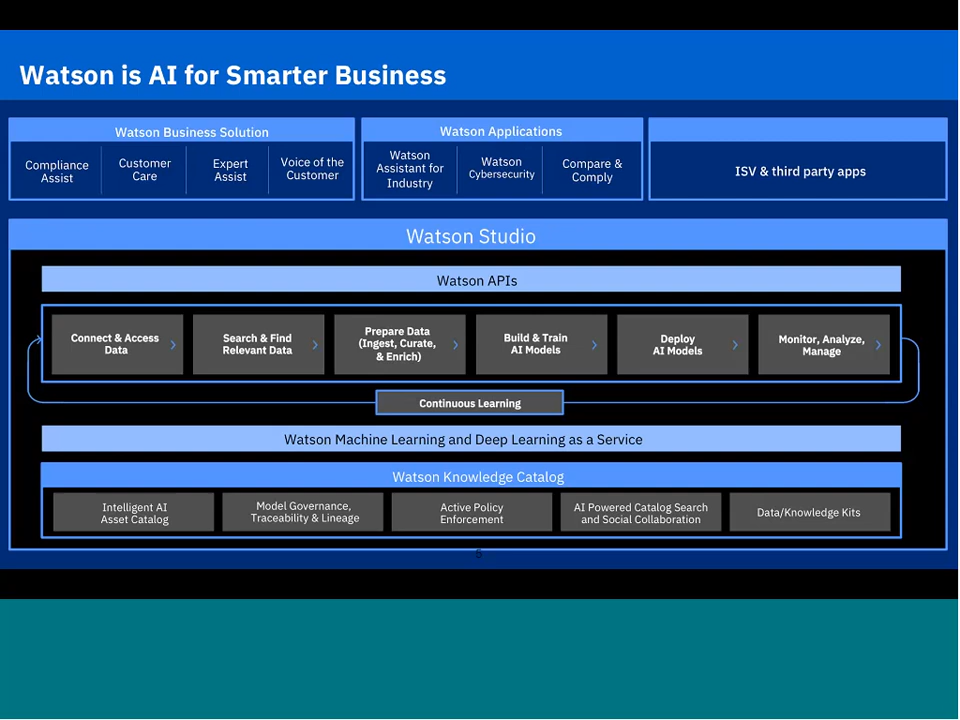 Watson is AI for Smarter Business
Watson Business Solution
Compliance
Assist
Customer
Care
Expert
Assist
Voice of the
Customer
Watson Applications
Watson
Assistant for
Industry
Watson
Cybersecurity
Compare &
Comply
ISV & third party apps
Watson Studio
Watson APIs
Connect & Access
Data
Search & Find
Relevant Data
Prepare Data
(Ingest, Curate,
& Enrich)
Build & Train
AI Models
Deploy
AI Models
Monitor, Analyze,
Manage
Continuous Learning
Watson Machine Learning and Deep Learning as a Service
Watson Knowledge Catalog
Intelligent AI
Asset Catalog
Model Governance,
Traceability & Lineage
Active Policy
Enforcement
AI Powered Catalog Search
and Social Collaboration
Data/Knowledge Kits